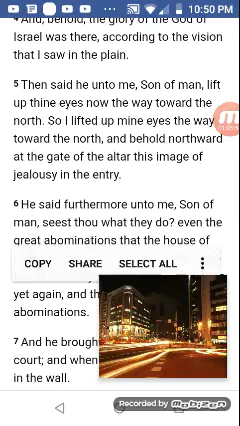 10:50 PM
4 And, behold, the glory of the God of
Israel was there, according to the vision
that I saw in the plain.
5 Then said he unto me, Son of man, lift
up thine eyes now the way toward the
north. So I lifted up mine eyes the way
toward the north, and behold northward
at the gate of the altar this image of
jealousy in the entry.
6 He said furthermore unto me, Son of
man, seest thou what they do? even the
great abominations that the house of
COPY SHARE SELECT ALL
yet again, and
abominations.
7 And he brough
court; and when
in the wall.
Recorded by mobizen